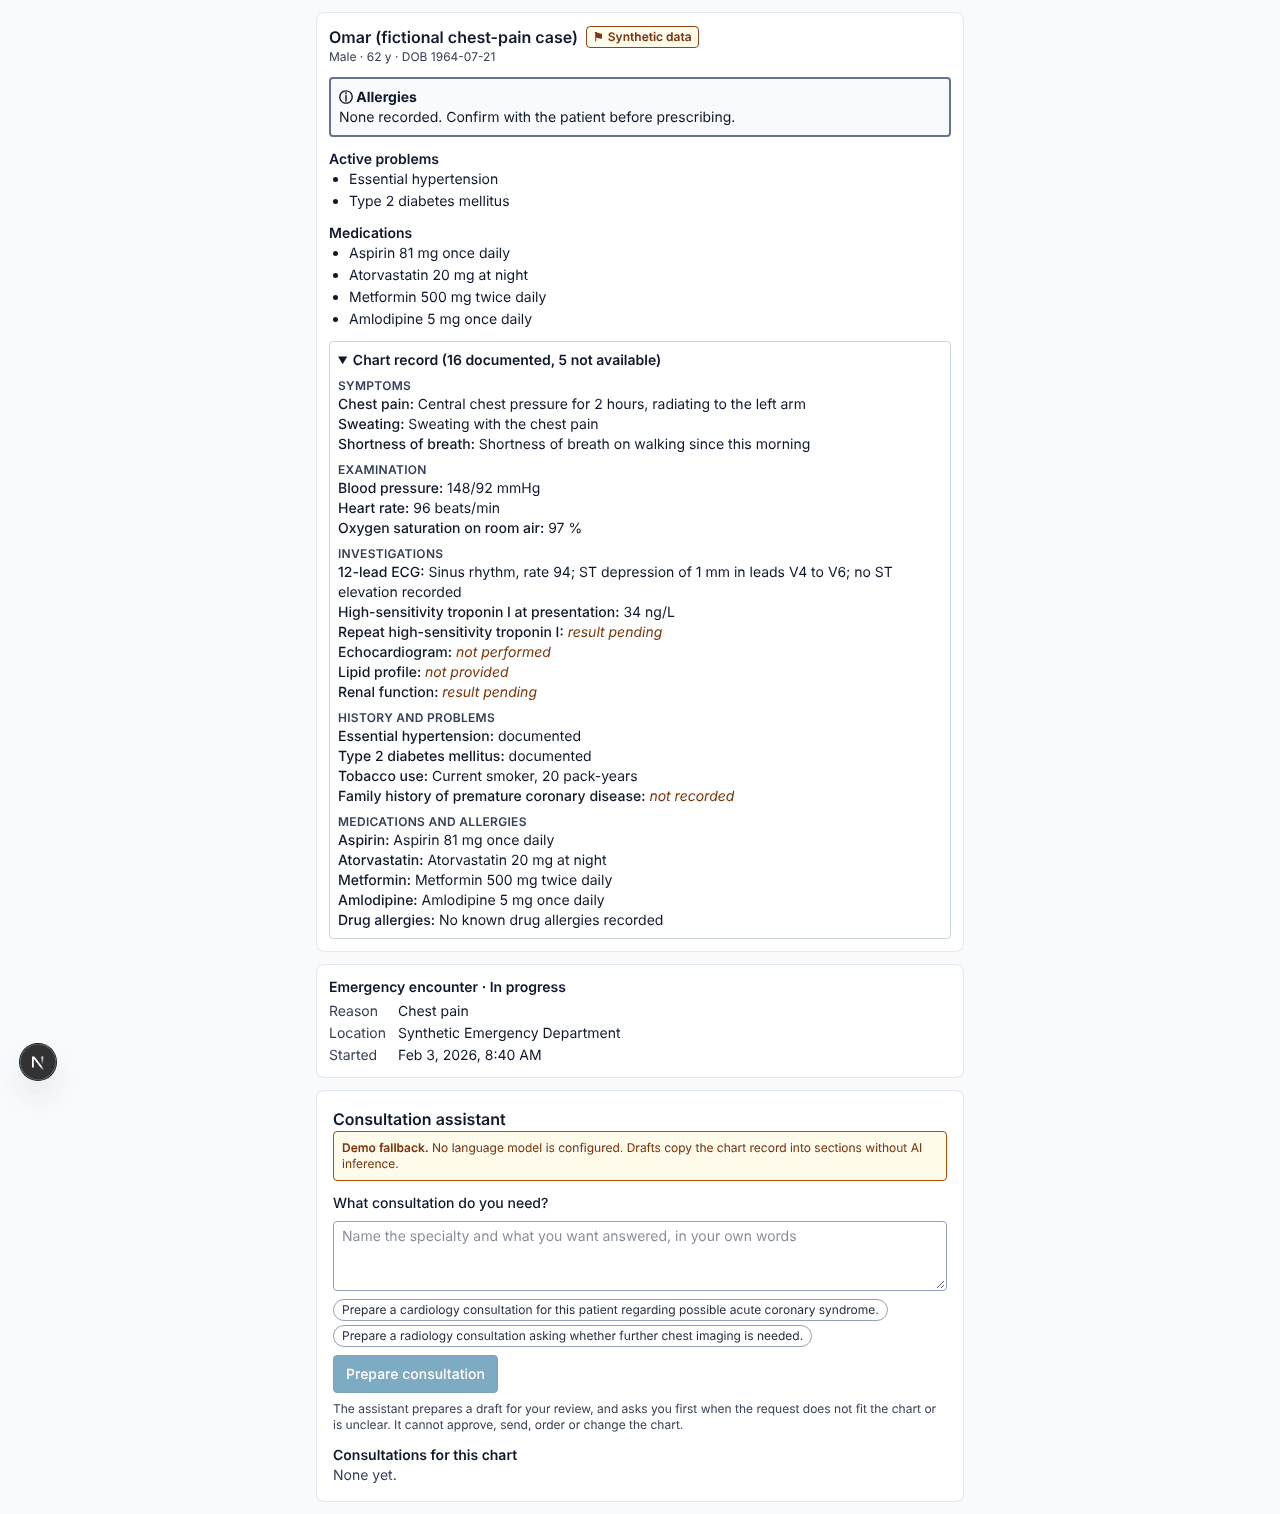 Omar (fictional chest-pain case) ⚑ Synthetic data
Male · 62 y · DOB 1964-07-21
ⓘ Allergies
None recorded. Confirm with the patient before prescribing.
Active problems
• Essential hypertension
• Type 2 diabetes mellitus
Medications
• Aspirin 81 mg once daily
• Atorvastatin 20 mg at night
• Metformin 500 mg twice daily
• Amlodipine 5 mg once daily
▼ Chart record (16 documented, 5 not available)
SYMPTOMS
Chest pain: Central chest pressure for 2 hours, radiating to the left arm
Sweating: Sweating with the chest pain
Shortness of breath: Shortness of breath on walking since this morning
EXAMINATION
Blood pressure: 148/92 mmHg
Heart rate: 96 beats/min
Oxygen saturation on room air: 97 %
INVESTIGATIONS
12-lead ECG: Sinus rhythm, rate 94; ST depression of 1 mm in leads V4 to V6; no ST
elevation recorded
High-sensitivity troponin I at presentation: 34 ng/L
Repeat high-sensitivity troponin I: result pending
Echocardiogram: not performed
Lipid profile: not provided
Renal function: result pending
HISTORY AND PROBLEMS
Essential hypertension: documented
Type 2 diabetes mellitus: documented
Tobacco use: Current smoker, 20 pack-years
Family history of premature coronary disease: not recorded
MEDICATIONS AND ALLERGIES
Aspirin: Aspirin 81 mg once daily
Atorvastatin: Atorvastatin 20 mg at night
Metformin: Metformin 500 mg twice daily
Amlodipine: Amlodipine 5 mg once daily
Drug allergies: No known drug allergies recorded
Emergency encounter · In progress
Reason Chest pain
Location Synthetic Emergency Department
Started Feb 3, 2026, 8:40 AM
N
Consultation assistant
Demo fallback. No language model is configured. Drafts copy the chart record into sections without AI
inference.
What consultation do you need?
Name the specialty and what you want answered, in your own words
Prepare a cardiology consultation for this patient regarding possible acute coronary syndrome.
Prepare a radiology consultation asking whether further chest imaging is needed.
Prepare consultation
The assistant prepares a draft for your review, and asks you first when the request does not fit the chart or
is unclear. It cannot approve, send, order or change the chart.
Consultations for this chart
None yet.